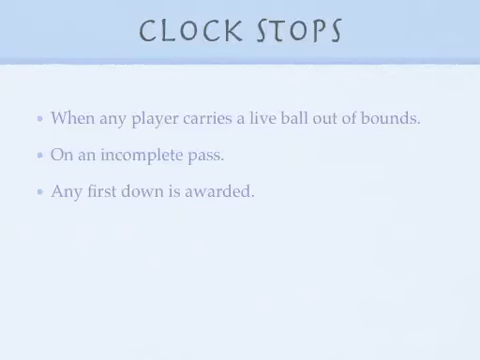 CLOCK STOPS
• When any player carries a live ball out of bounds.
• On an incomplete pass.
• Any first down is awarded.